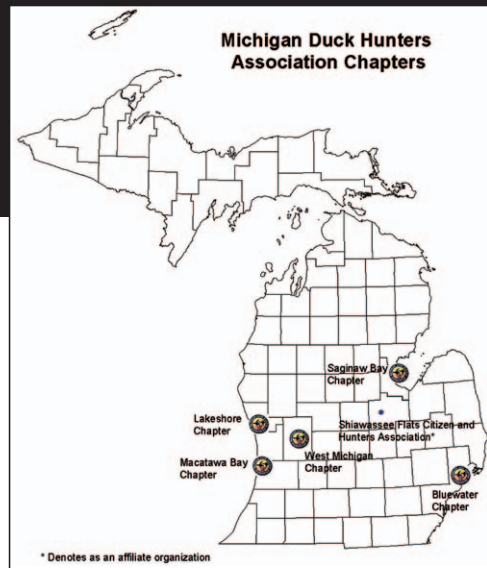 Michigan Duck Hunters
Association Chapters
Saginaw Bay
Chapter
Lakeshore
Chapter
Shiawassee Flats Citizen and
Hunters Association*
West Michigan
Chapter
Macatawa Bay
Chapter
Bluewater
Chapter
* Denotes as an affiliate organization